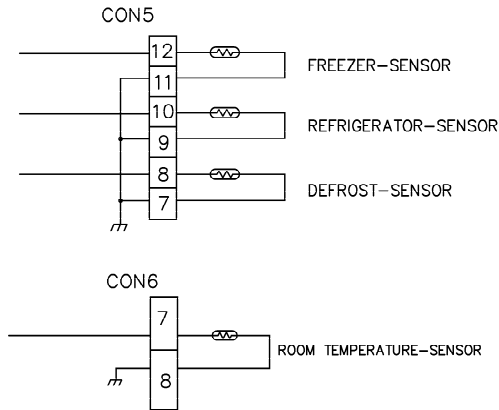 CON5
12
11
FREEZER-SENSOR
10
9
REFRIGERATOR-SENSOR
8
7
DEFROST-SENSOR
CON6
7
8
ROOM TEMPERATURE-SENSOR